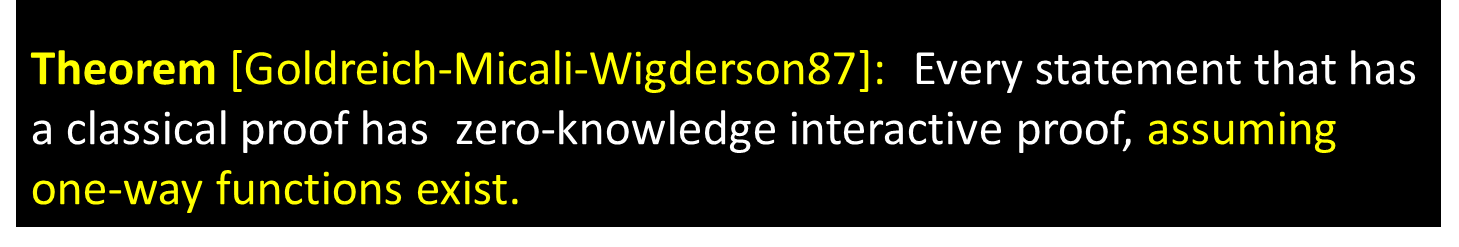 Theorem [Goldreich-Micali-Wigderson87]:  Every statement that has
a classical proof has  zero-knowledge interactive proof, assuming
one-way functions exist.